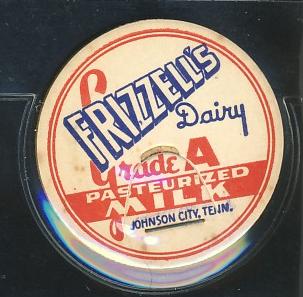 FRIZZELL'S
Dairy
Grade A
PASTEURIZED
MILK
JOHNSON CITY, TENN.